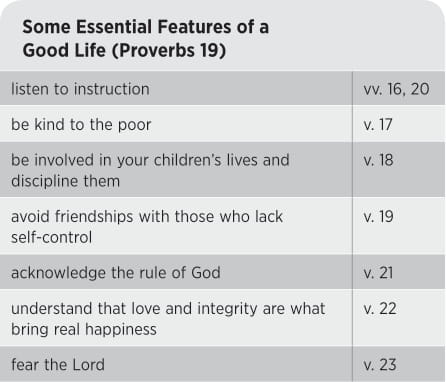 Some Essential Features of a
Good Life (Proverbs 19)
listen to instruction vv. 16, 20
be kind to the poor v. 17
be involved in your children’s lives and v. 18
discipline them
avoid friendships with those who lack v. 19
self-control
acknowledge the rule of God v. 21
understand that love and integrity are what v. 22
bring real happiness
fear the Lord v. 23